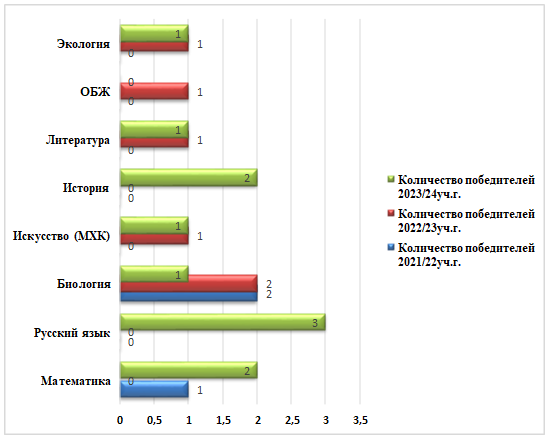 Экология
1
1
0
ОБЖ
0
1
0
Литература
1
1
0
История
2
0
0
Искусство (МХК)
1
1
0
Биология
1
2
2
Русский язык
3
0
0
Математика
2
0
1
0 0,5 1 1,5 2 2,5 3 3,5
Количество победителей
2023/24уч.г.
Количество победителей
2022/23уч.г.
Количество победителей
2021/22уч.г.